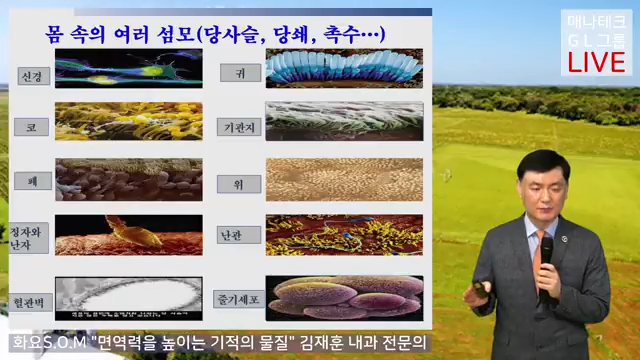 몸 속의 여러 섬모(당사슬, 당쇄, 촉수…)
매나테크
G L 그룹
LIVE
신경
귀
코
기관지
폐
위
정자와
난자
난관
혈관벽
줄기세포
화요S.O.M "면역력을 높이는 기적의 물질" 김재훈 내과 전문의